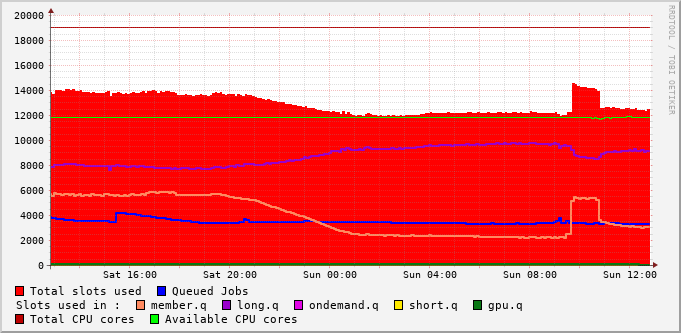 20000
18000
16000
14000
12000
10000
8000
6000
4000
2000
0
Sat 16:00 Sat 20:00 Sun 00:00 Sun 04:00 Sun 08:00 Sun 12:00
Total slots used Queued Jobs
Slots used in : member.q long.q ondemand.q short.q gpu.q
Total CPU cores Available CPU cores
RRDTOOL / TOBI OETIKER